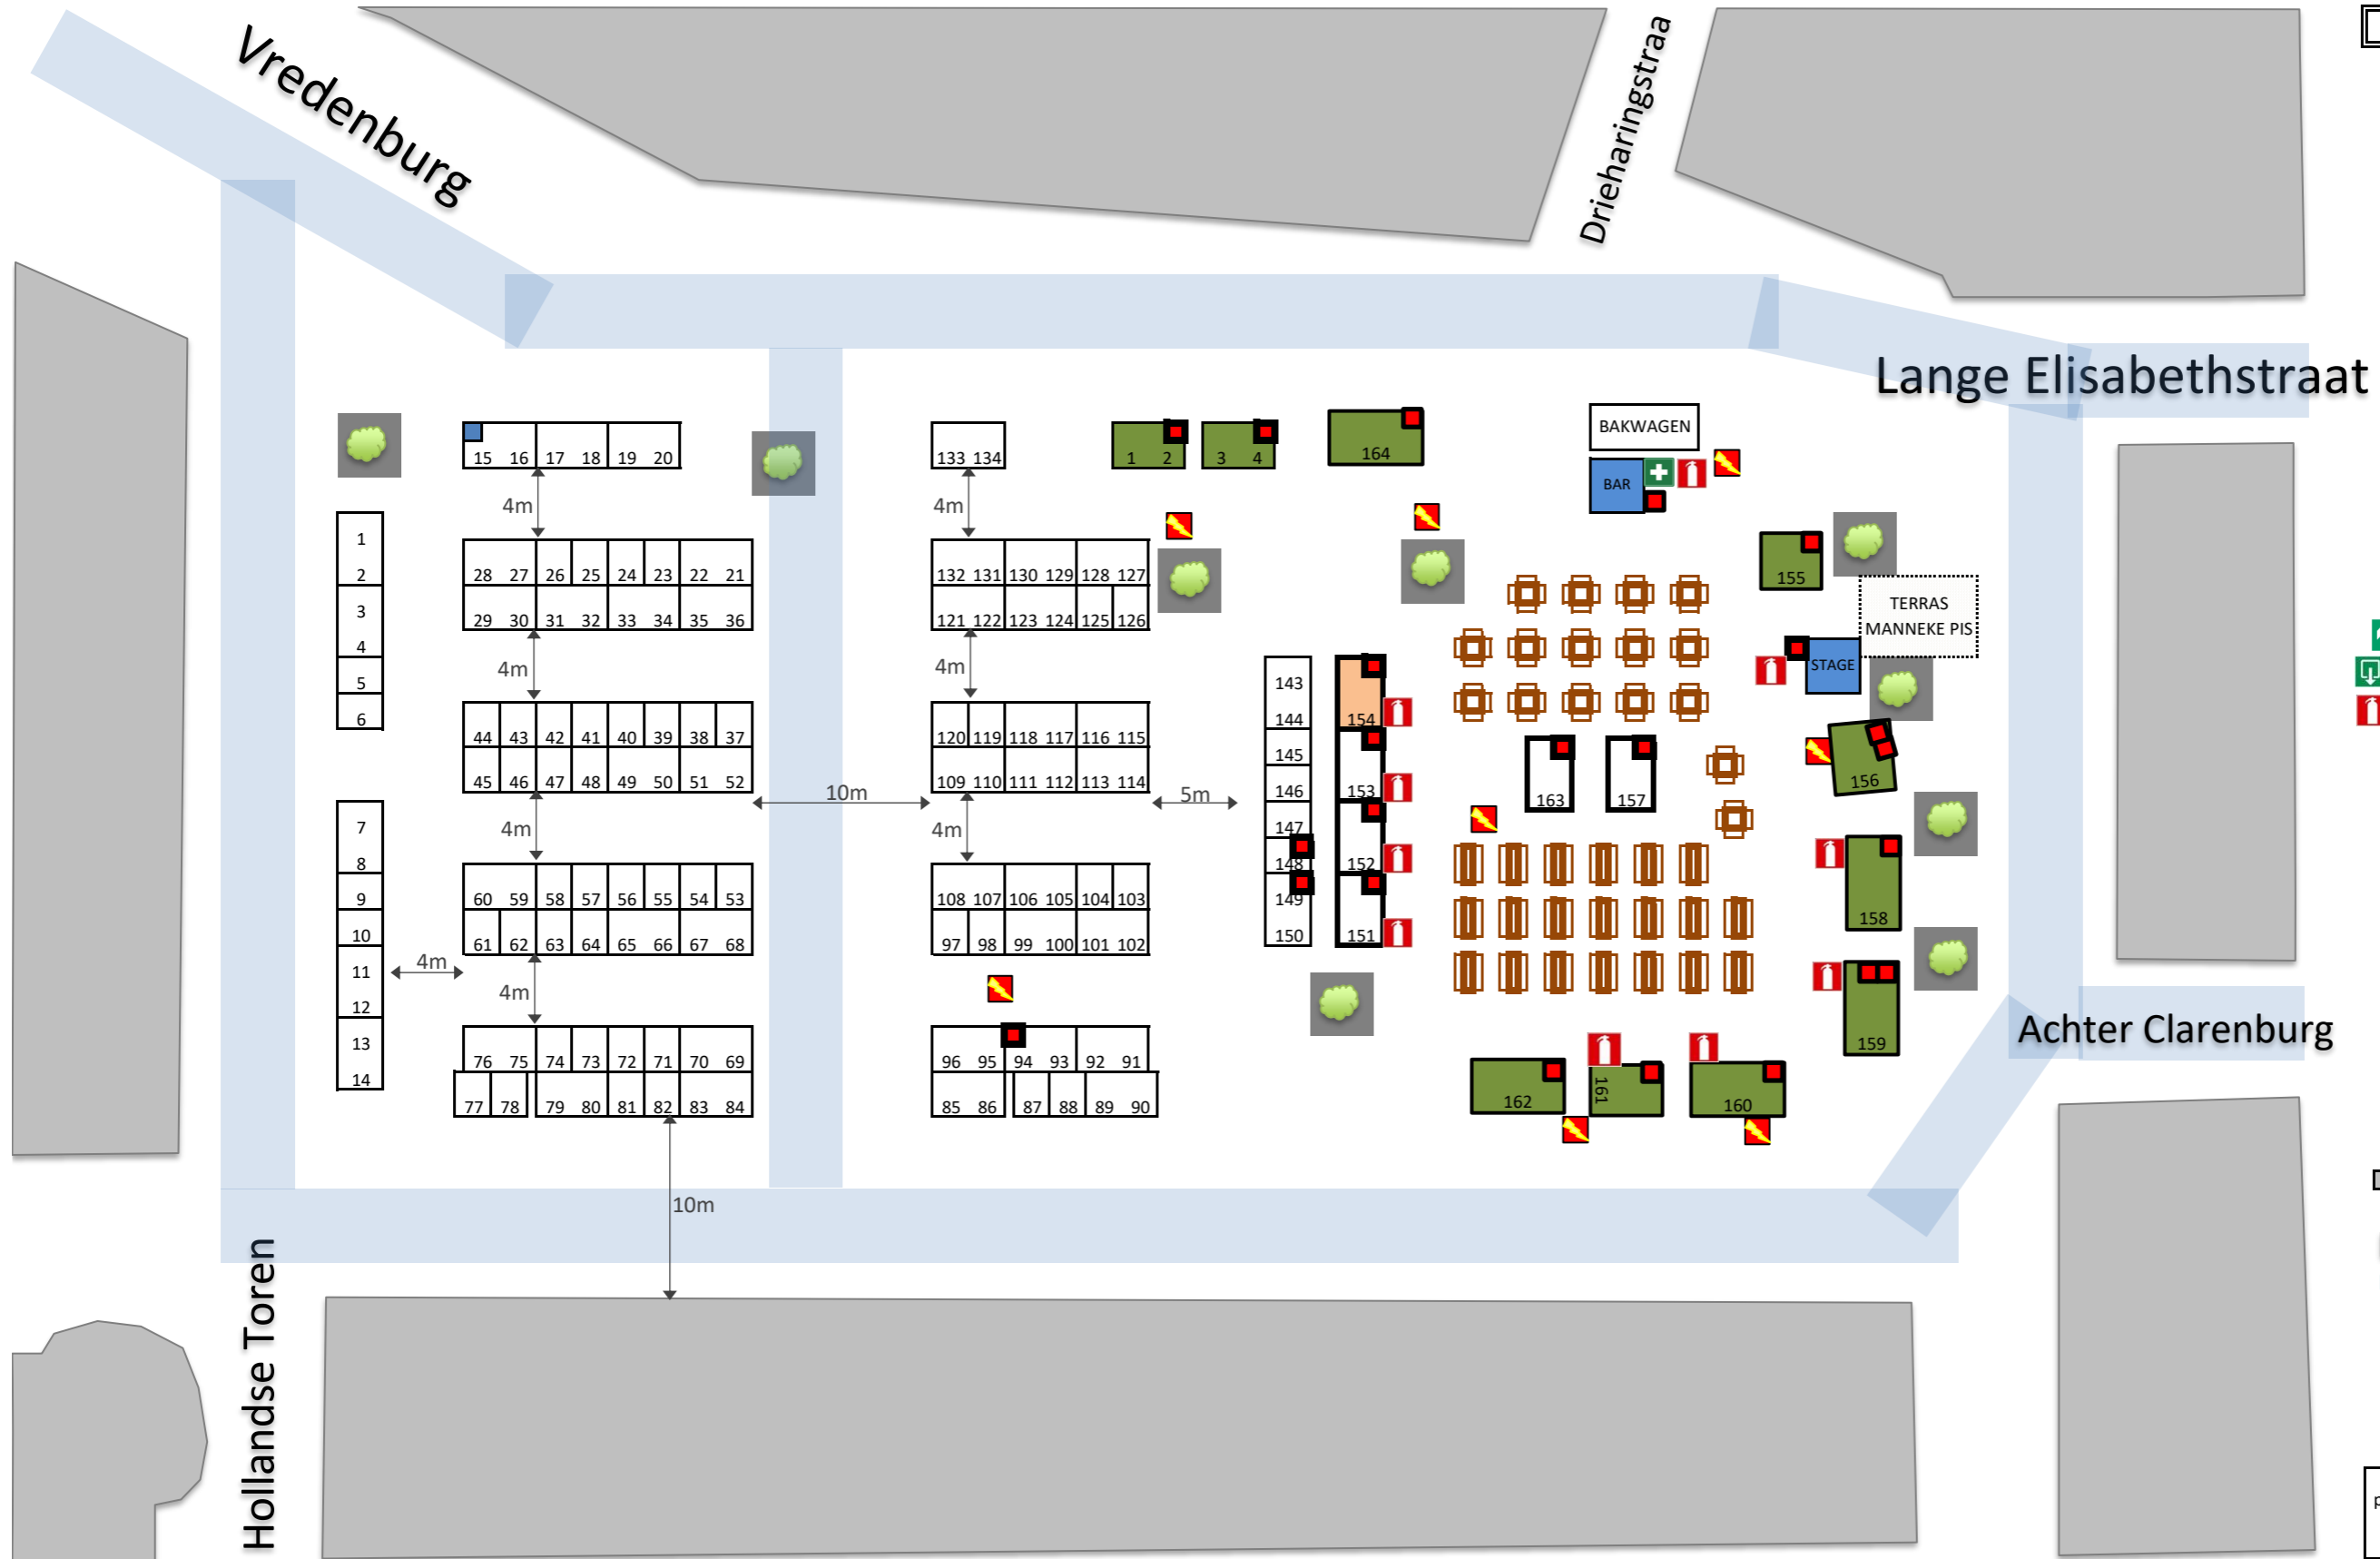 Vredenburg
Drieharingstraa
Lange Elisabethstraat
BAKWAGEN
BAR
15 16 17 18 19 20
133 134
1 2
3 4
164
4m
4m
1
2
3
4
5
6
28 27 26 25 24 23 22 21
29 30 31 32 33 34 35 36
132 131 130 129 128 127
121 122 123 124 125 126
155
TERRAS
MANNEKE PIS
STAGE
4m
4m
143
144
145
146
147
148
149
150
154
153
152
151
44 43 42 41 40 39 38 37
45 46 47 48 49 50 51 52
120 119 118 117 116 115
109 110 111 112 113 114
163
157
156
10m
5m
4m
4m
7
8
9
10
11
12
13
14
60 59 58 57 56 55 54 53
61 62 63 64 65 66 67 68
108 107 106 105 104 103
97 98 99 100 101 102
158
4m
4m
159
Achter Clarenburg
76 75 74 73 72 71 70 69
77 78 79 80 81 82 83 84
96 95 94 93 92 91
85 86 87 88 89 90
162
161
160
10m
Hollandse Toren